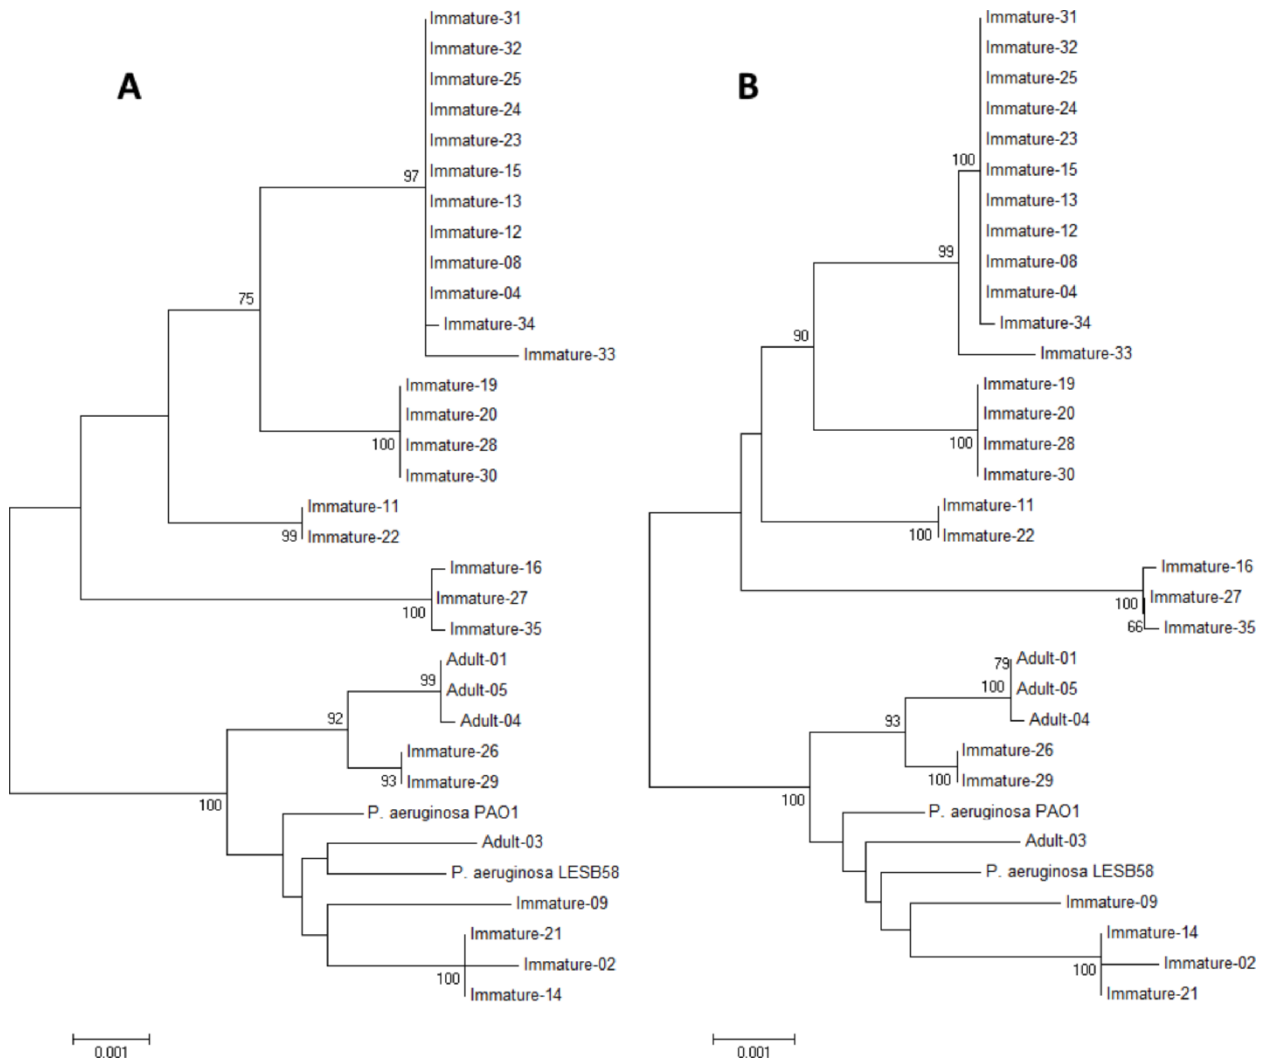 A
Immature-31
Immature-32
Immature-25
Immature-24
Immature-23
97
Immature-15
Immature-13
Immature-12
Immature-08
Immature-04
75
Immature-34
Immature-33
Immature-19
Immature-20
100
Immature-28
Immature-30
Immature-11
99
Immature-22
Immature-16
Immature-27
100
Immature-35
Adult-01
99
Adult-05
92
Adult-04
Immature-26
93
Immature-29
100
P. aeruginosa PAO1
Adult-03
P. aeruginosa LESB58
Immature-09
Immature-21
Immature-02
100
Immature-14
0.001
B
Immature-31
Immature-32
Immature-25
Immature-24
Immature-23
100
Immature-15
Immature-13
Immature-12
99
Immature-08
Immature-04
Immature-34
90
Immature-33
Immature-19
Immature-20
100
Immature-28
Immature-30
Immature-11
100
Immature-22
Immature-16
100
Immature-27
66
Immature-35
79
Adult-01
100
Adult-05
93
Adult-04
Immature-26
100
Immature-29
100
P. aeruginosa PAO1
Adult-03
P. aeruginosa LESB58
Immature-09
Immature-14
100
Immature-02
Immature-21
0.001